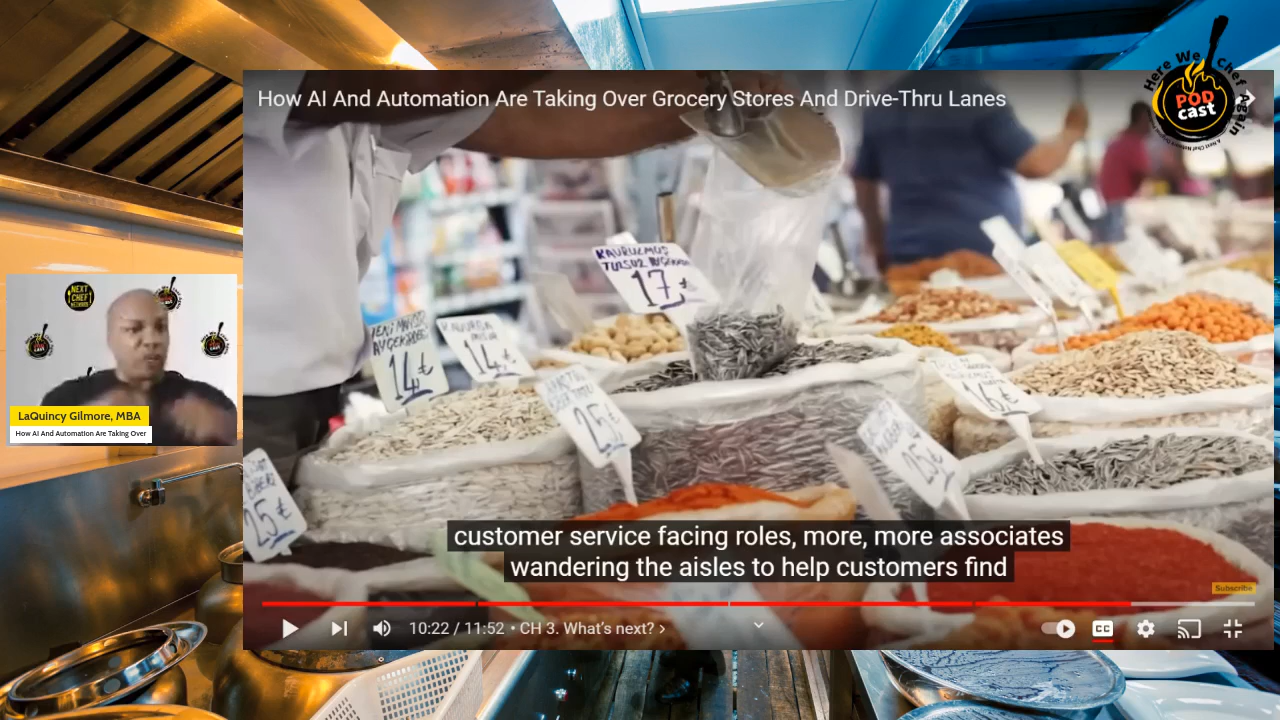 How AI And Automation Are Taking Over Grocery Stores And Drive-Thru Lanes
Here We Chef Again
POD
cast
KAVRULMUŞ
17
14
14
25
16
25
25
NEXT
CHEF
LaQuincy Gilmore, MBA
How AI And Automation Are Taking Over
customer service facing roles, more, more associates
wandering the aisles to help customers find
Subscribe
10:22 / 11:52 • CH 3. What's next? ›
CC